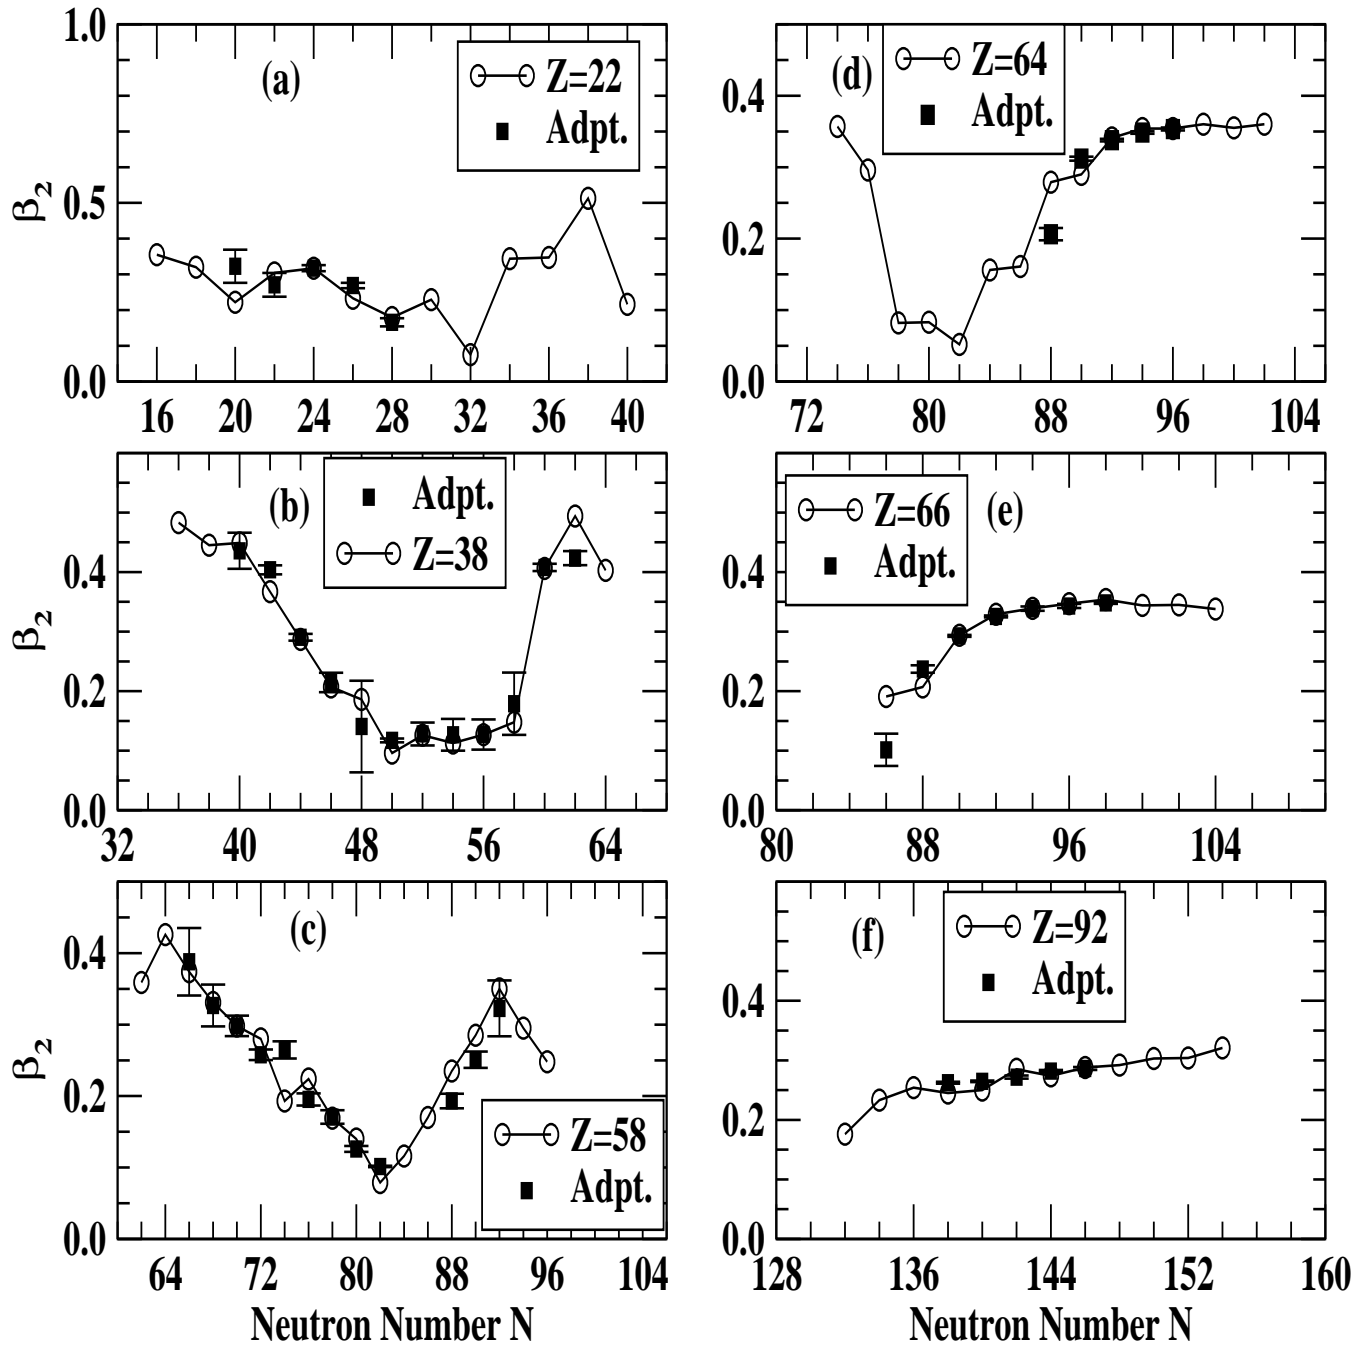 1.0
0.5
0.0
β2
(a)
Z=22
Adpt.
16 20 24 28 32 36 40
0.4
0.2
0.0
(d)
Z=64
Adpt.
72 80 88 96 104
0.4
0.2
0.0
β2
(b)
Adpt.
Z=38
32 40 48 56 64
0.4
0.2
0.0
Z=66
Adpt.
(e)
80 88 96 104
0.4
0.2
0.0
β2
(c)
Z=58
Adpt.
64 72 80 88 96 104
Neutron Number N
0.4
0.2
0.0
(f)
Z=92
Adpt.
128 136 144 152 160
Neutron Number N